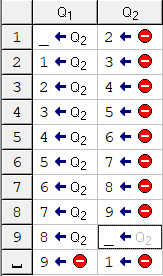 Q1 Q2
1 _ ← Q2 2 ← ⛔
2 1 ← Q2 3 ← ⛔
3 2 ← Q2 4 ← ⛔
4 3 ← Q2 5 ← ⛔
5 4 ← Q2 6 ← ⛔
6 5 ← Q2 7 ← ⛔
7 6 ← Q2 8 ← ⛔
8 7 ← Q2 9 ← ⛔
9 8 ← Q2 _ ← Q2
⎵ 9 ← ⛔ 1 ← ⛔